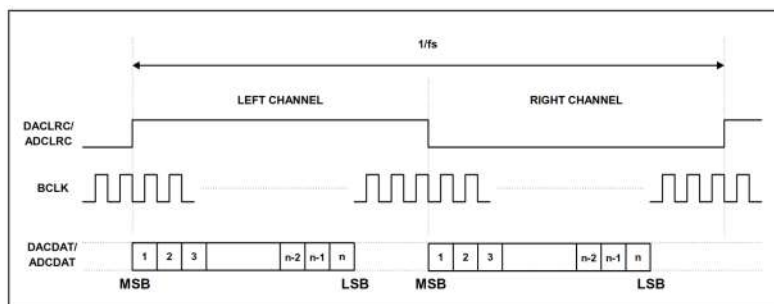 1/fs
LEFT CHANNEL RIGHT CHANNEL
DACLRC/
ADCLRC
BCLK
DACDAT/
ADCDAT
1 2 3 n-2 n-1 n 1 2 3 n-2 n-1 n
MSB LSB MSB LSB